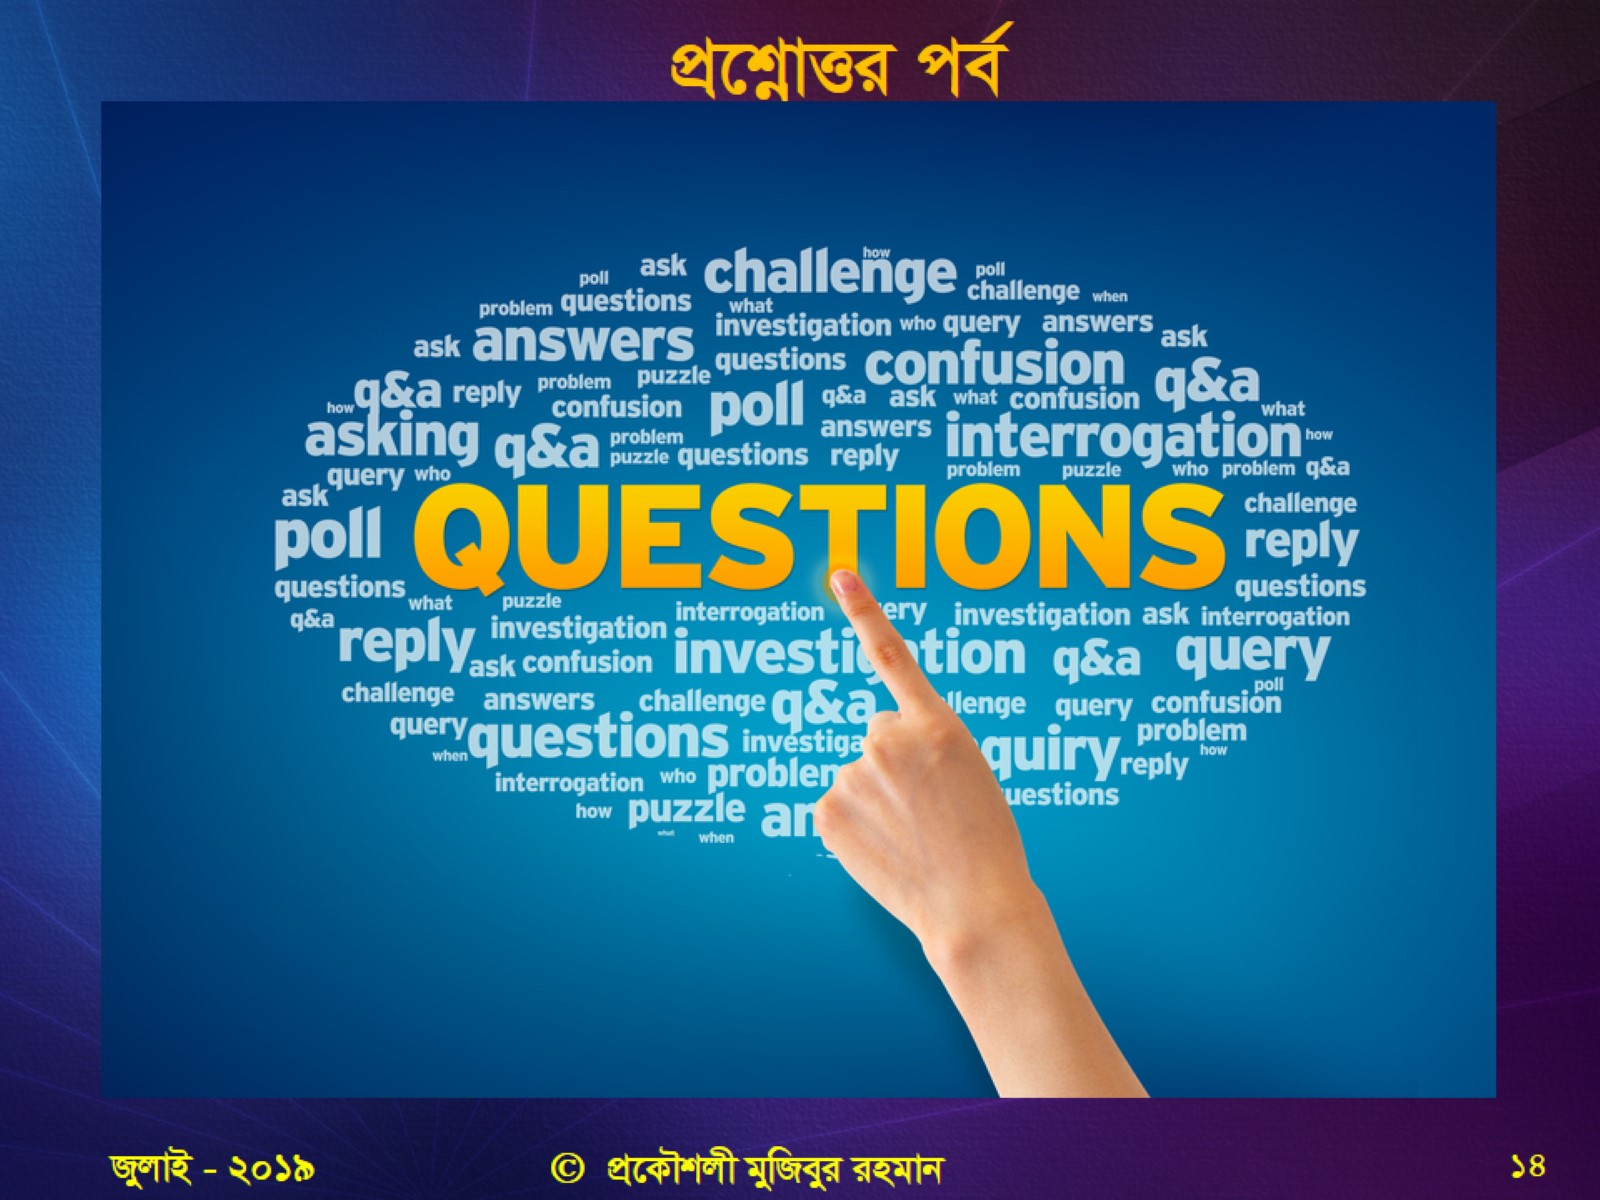 প্রশ্নোত্তর পর্ব
how
poll ask challenge poll
problem questions what challenge when
investigation who query answers
ask answers questions confusion ask
q&a reply problem puzzle q&a
how confusion poll q&a ask what confusion what
asking q&a problem answers interrogation how
puzzle questions reply
query who problem puzzle who problem q&a
ask QUESTIONS challenge
poll reply
questions questions
what puzzle
q&a interrogation investigation ask interrogation
reply investigation
ask confusion q&a query
challenge answers challenge q&a query confusion poll
query questions problem
when how
reply
interrogation who
how puzzle
when
জুলাই - ২০১৯ © প্রকৌশলী মুজিবুর রহমান ১৪